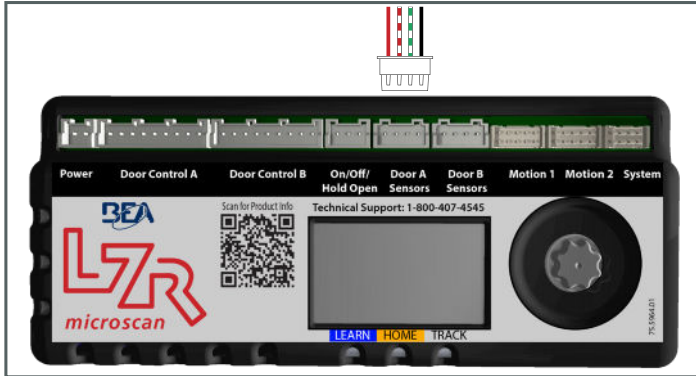 Power Door Control A Door Control B On/Off/ Door A Door B Motion 1 Motion 2 System
Hold Open Sensors Sensors
BEA
Scan for Product Info
Technical Support: 1-800-407-4545
LZR
microscan
75.5964.01
LEARN HOME TRACK